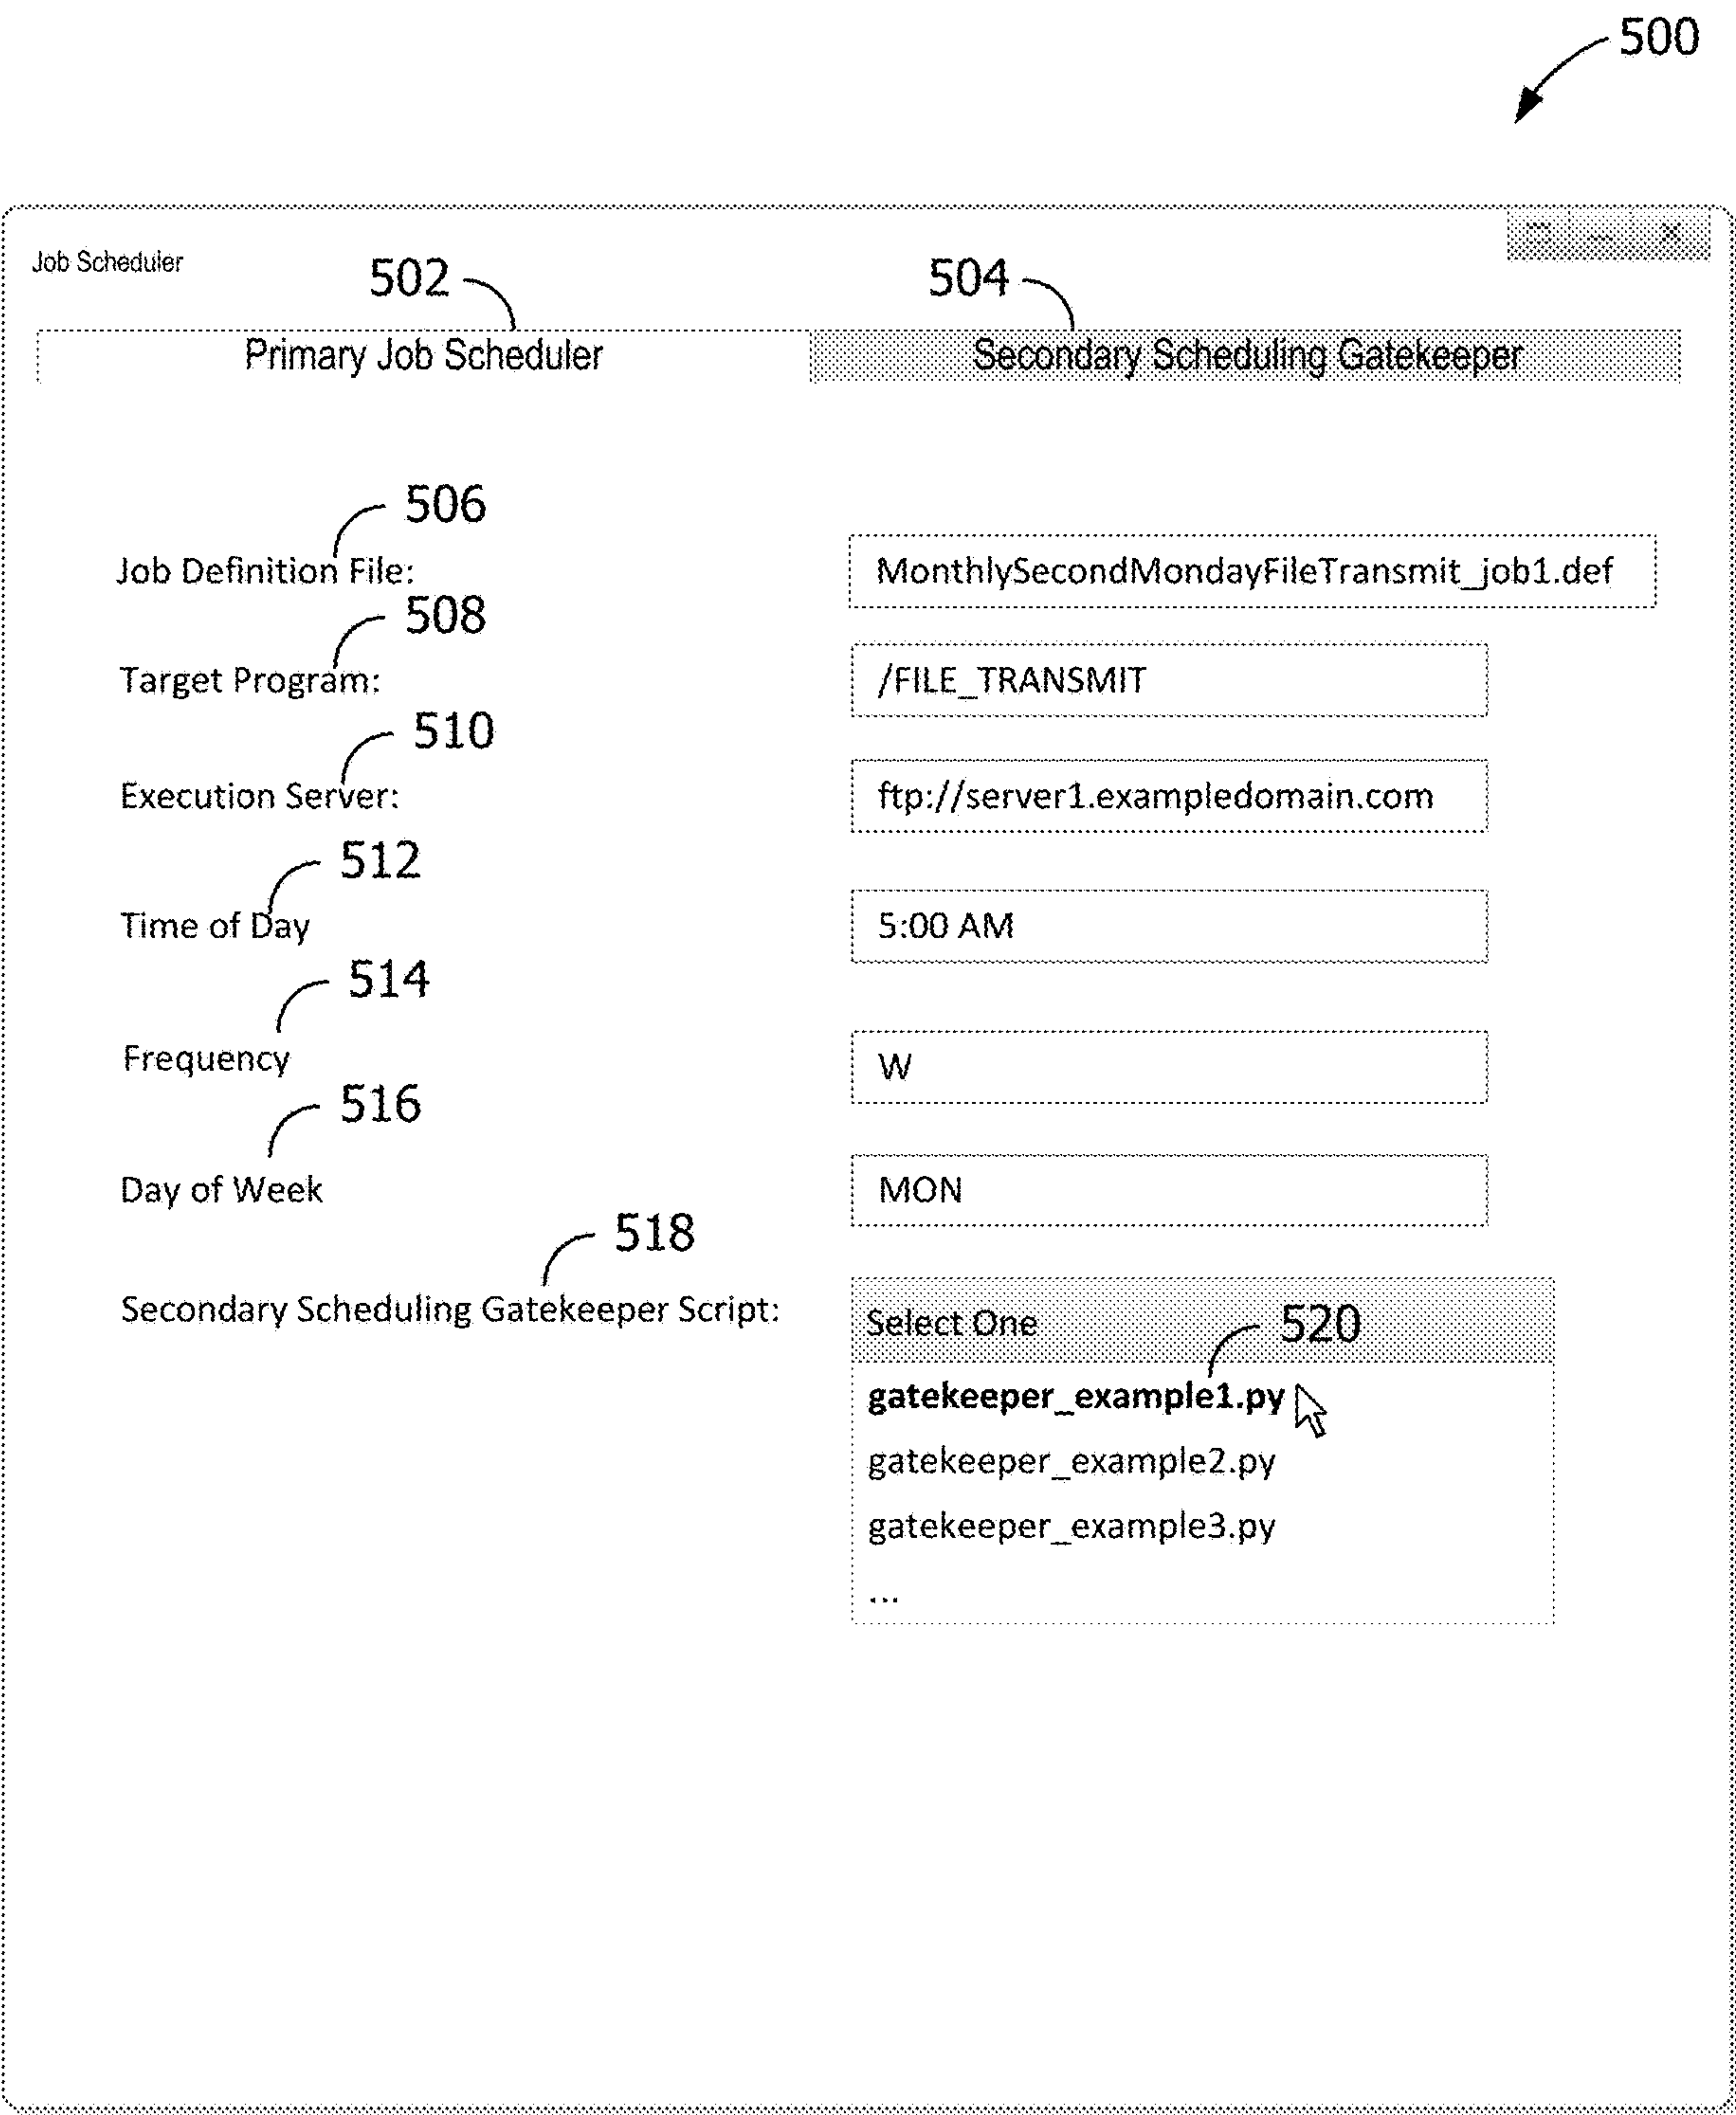 500
Job Scheduler
502
504
Primary Job Scheduler
Secondary Scheduling Gatekeeper
506
Job Definition File:
MonthlySecondMondayFileTransmit_job1.def
508
Target Program:
/FILE_TRANSMIT
510
Execution Server:
ftp://server1.exampledomain.com
512
Time of Day
5:00 AM
514
Frequency
W
516
Day of Week
MON
518
Secondary Scheduling Gatekeeper Script:
Select One
520
gatekeeper_example1.py
gatekeeper_example2.py
gatekeeper_example3.py
...